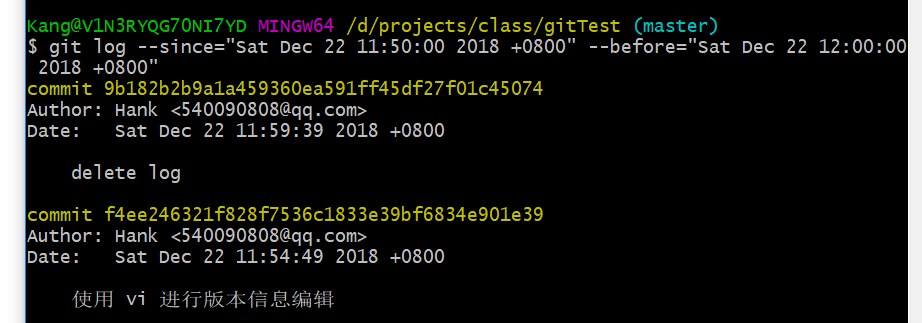 Kang@V1N3RYQG7ONI7YD MINGW64 /d/projects/class/gitTest (master)
$ git log --since="Sat Dec 22 11:50:00 2018 +0800" --before="Sat Dec 22 12:00:00
 2018 +0800"
commit 9b182b2b9a1a459360ea591ff45df27f01c45074
Author: Hank <540090808@qq.com>
Date:   Sat Dec 22 11:59:39 2018 +0800
    delete log
commit f4ee246321f828f7536c1833e39bf6834e901e39
Author: Hank <540090808@qq.com>
Date:   Sat Dec 22 11:54:49 2018 +0800
    使用 vi 进行版本信息编辑